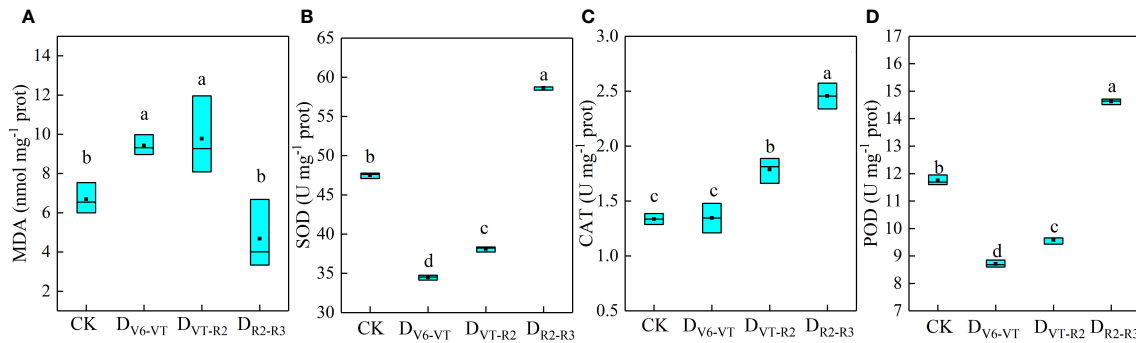 A
MDA (nmol mg-1 prot)
14
12
10
8
6
4
2
b
a
a
b
CK
DV6-VT
DVT-R2
DR2-R3
B
SOD (U mg-1 prot)
65
60
55
50
45
40
35
30
b
d
c
a
CK
DV6-VT
DVT-R2
DR2-R3
C
CAT (U mg-1 prot)
3.0
2.5
2.0
1.5
1.0
0.5
c
c
b
a
CK
DV6-VT
DVT-R2
DR2-R3
D
POD (U mg-1 prot)
17
16
15
14
13
12
11
10
9
8
7
b
d
c
a
CK
DV6-VT
DVT-R2
DR2-R3